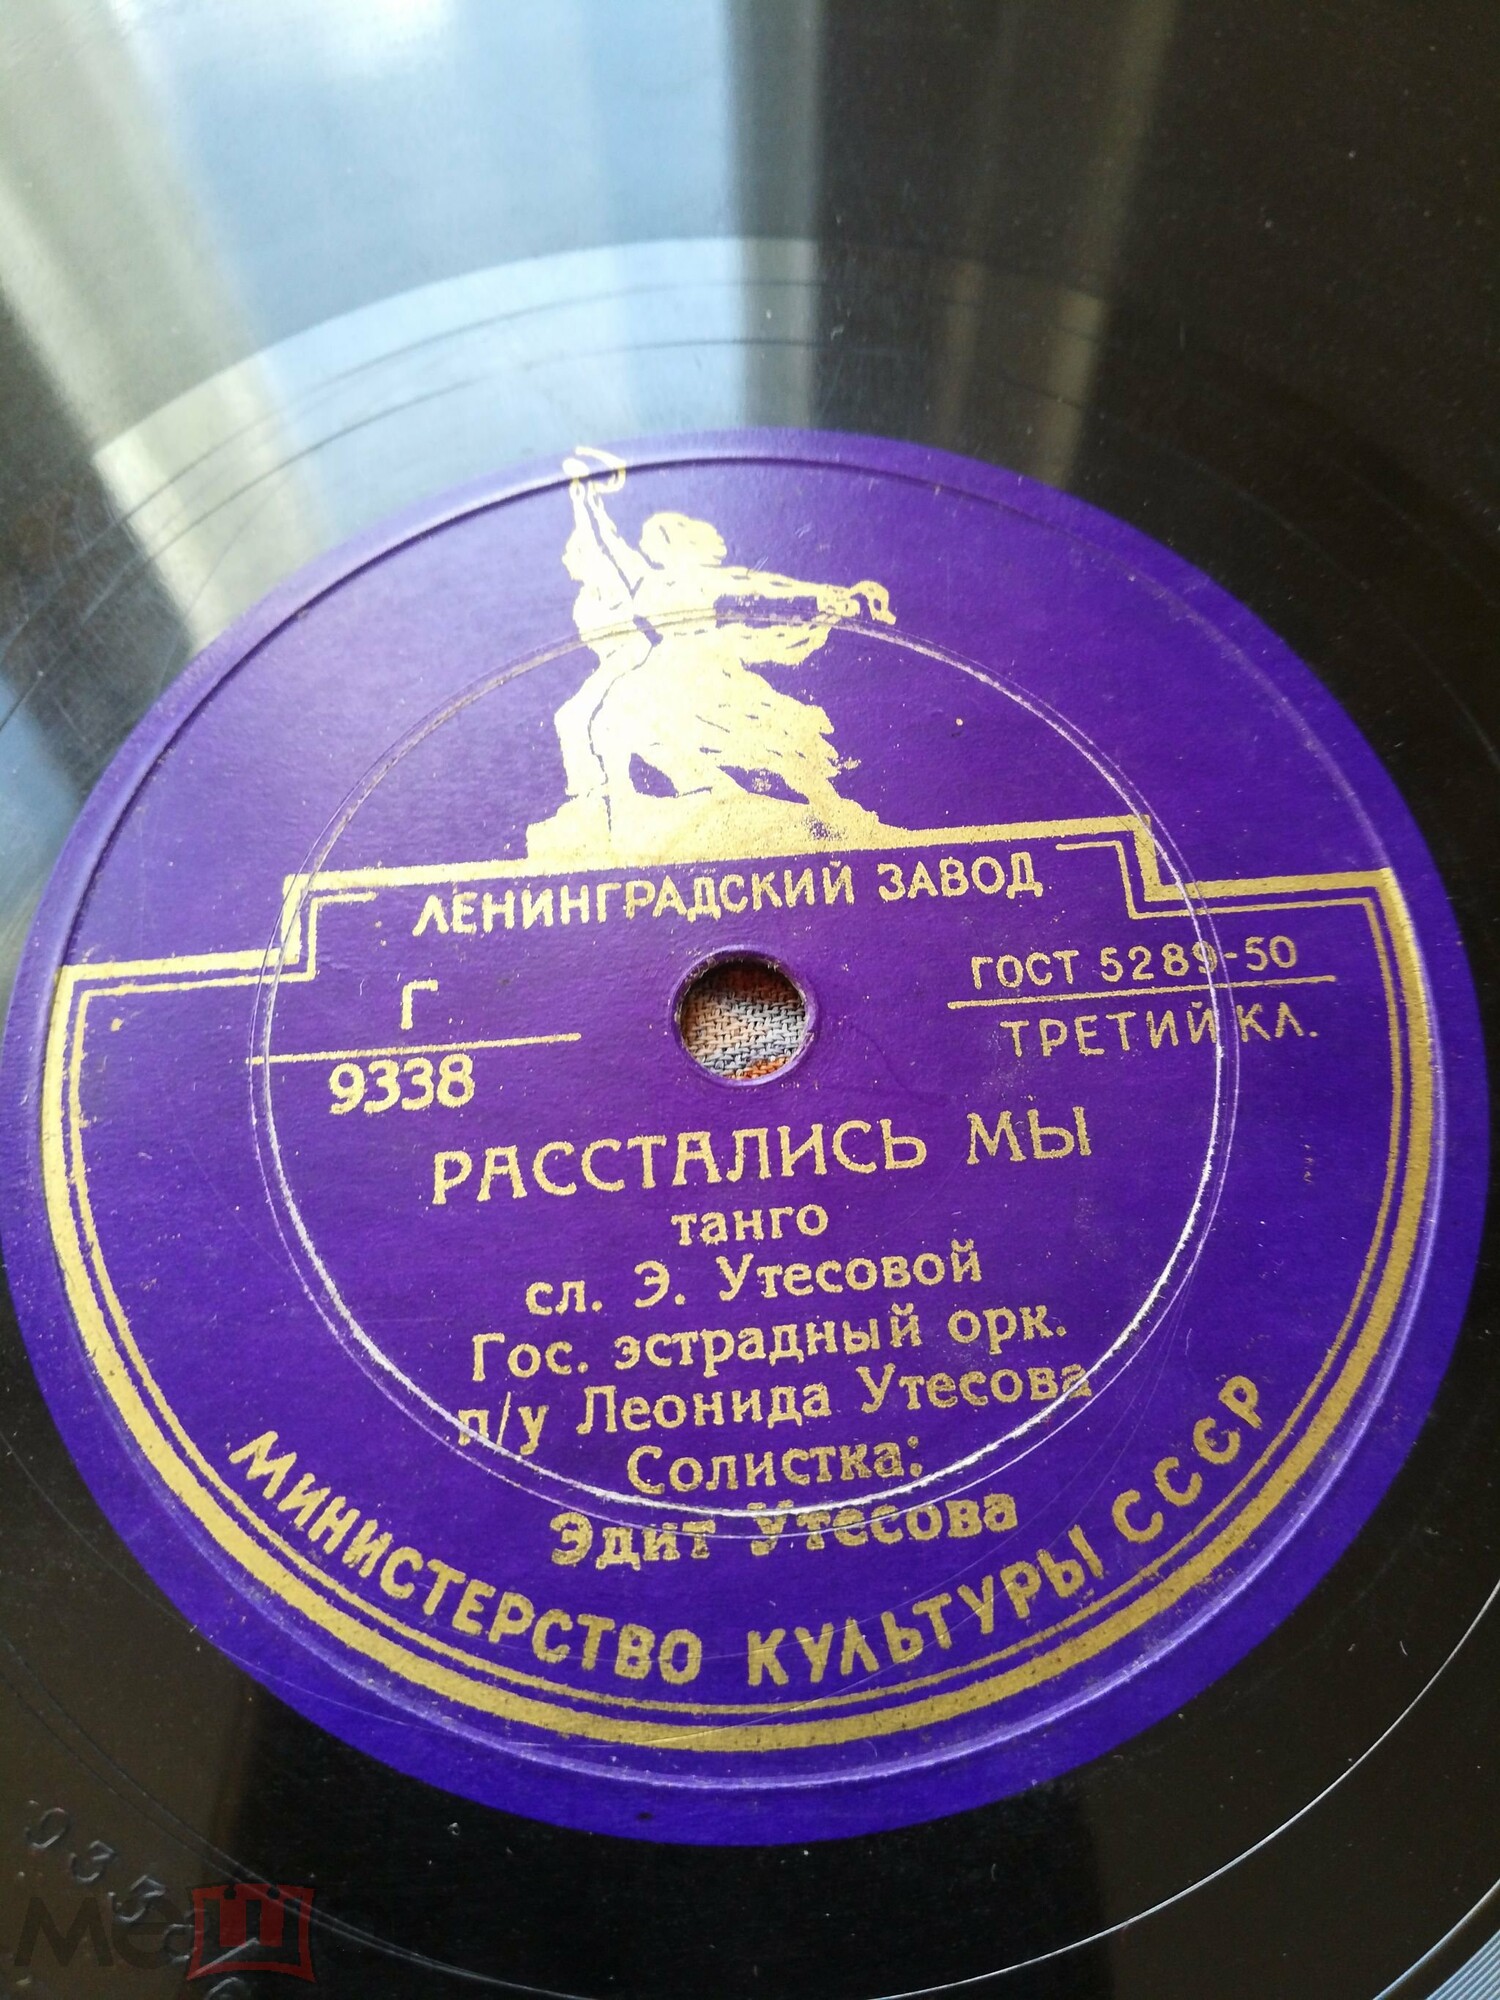 ЛЕНИНГРАДСКИЙ ЗАВОД
Г
9338
ГОСТ 5289-50
ТРЕТИЙ КЛ.
РАССТАЛИСЬ МЫ
танго
сл. Э. Утесовой
Гос. эстрадный орк.
п/у Леонида Утесова
Солистка:
Эдит Утесова
МИНИСТЕРСТВО КУЛЬТУРЫ СССР